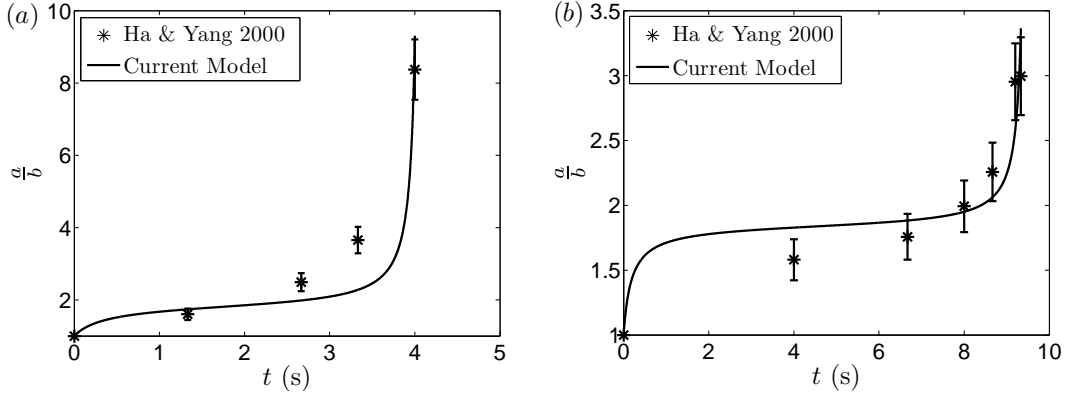 (a)
Ha & Yang 2000
Current Model
10
8
6
4
2
0 1 2 3 4 5
a/b
t (s)
(b)
Ha & Yang 2000
Current Model
3.5
3
2.5
2
1.5
1
0 2 4 6 8 10
a/b
t (s)